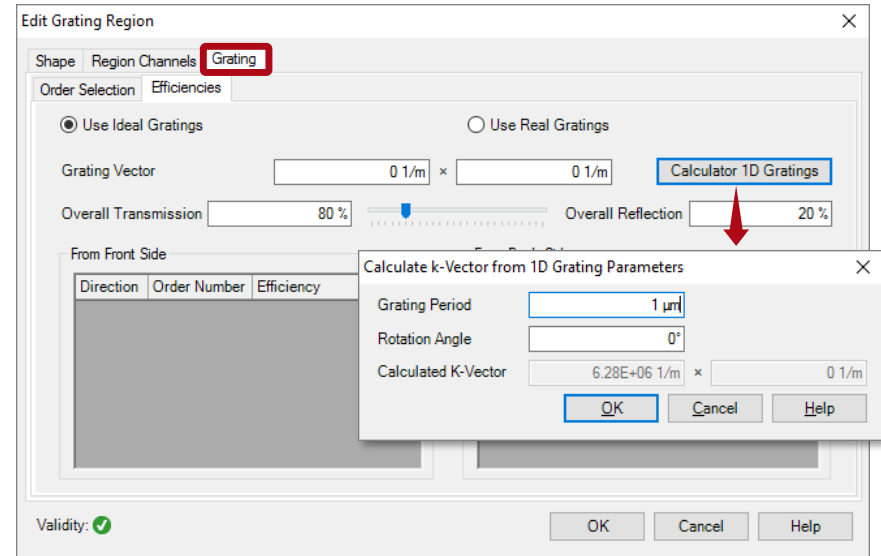 Edit Grating Region
Shape Region Channels Grating
Order Selection Efficiencies
Use Ideal Gratings Use Real Gratings
Grating Vector 0 1/m × 0 1/m Calculator 1D Gratings
Overall Transmission 80 % Overall Reflection 20 %
From Front Side
Direction Order Number Efficiency
Calculate k-Vector from 1D Grating Parameters
Grating Period 1 µm
Rotation Angle 0°
Calculated K-Vector 6.28E+06 1/m × 0 1/m
OK Cancel Help
Validity: OK Cancel Help